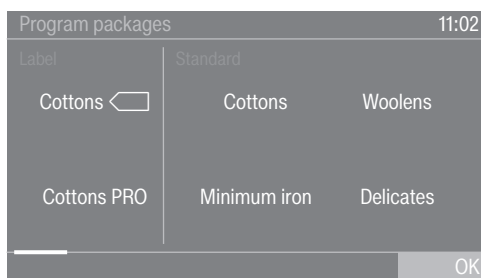 Program packages 11:02
Label Standard
Cottons Cottons Woolens
Cottons PRO Minimum iron Delicates
OK